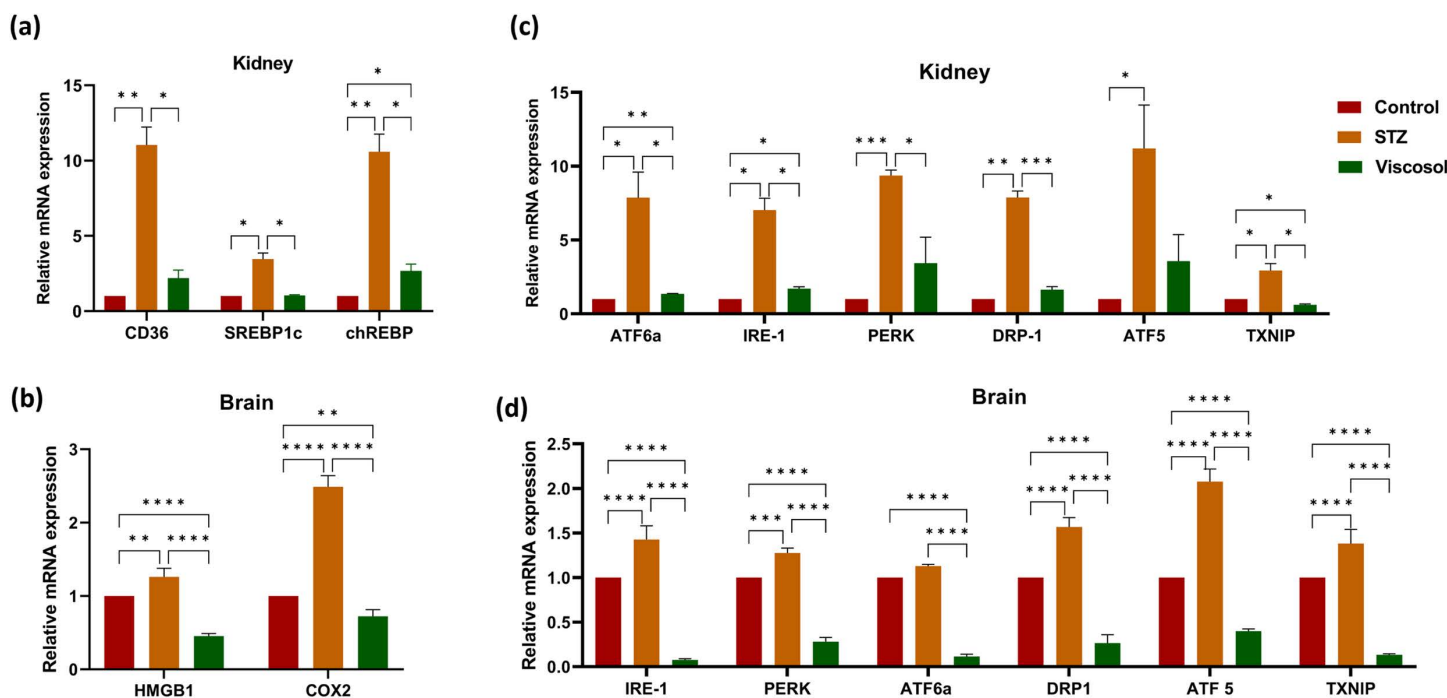 (a)
Kidney
Relative mRNA expression
15
10
5
0
** * * * * ** *
CD36 SREBP1c chREBP
(c)
Kidney
Relative mRNA expression
15
10
5
0
** * * * * * *** * ** *** * * * *
ATF6a IRE-1 PERK DRP-1 ATF5 TXNIP
Control
STZ
Viscosol
(b)
Brain
Relative mRNA expression
3
2
1
0
**** ** **** ** **** ****
HMGB1 COX2
(d)
Brain
Relative mRNA expression
2.5
2.0
1.5
1.0
0.5
0.0
**** **** **** **** *** **** **** **** **** **** **** **** **** **** **** **** ****
IRE-1 PERK ATF6a DRP1 ATF 5 TXNIP